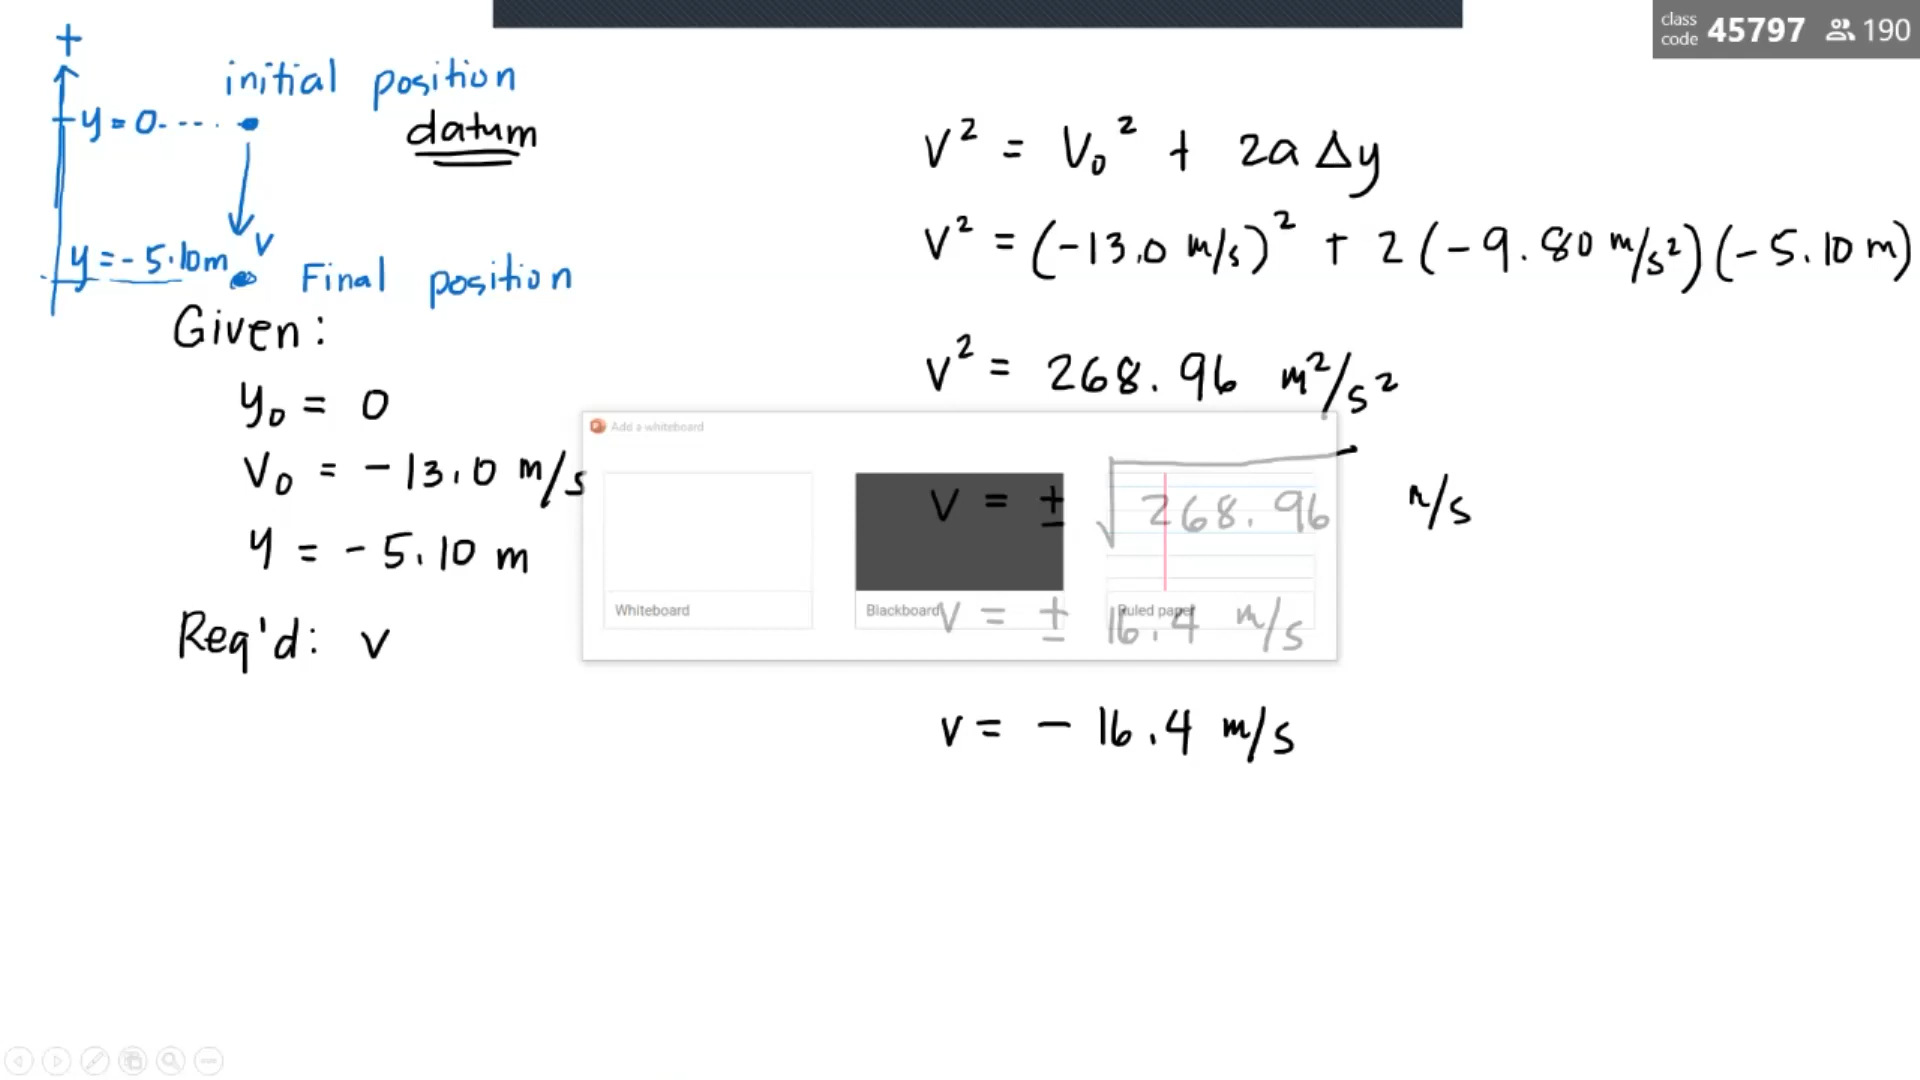 class code 45797 190
+
initial position
y = 0
datum
y = - 5.10 m
v
Final position
Given:
y₀ = 0
V₀ = - 13.0 m/s
y = - 5.10 m
Req'd: v
v² = V₀² + 2a Δy
v² = (-13.0 m/s)² + 2 (-9.80 m/s²)(-5.10 m)
v² = 268.96 m²/s²
Add a whiteboard
v = ± √268.96 m/s
Whiteboard
Blackboard
Ruled paper
v = ± 16.4 m/s
v = - 16.4 m/s